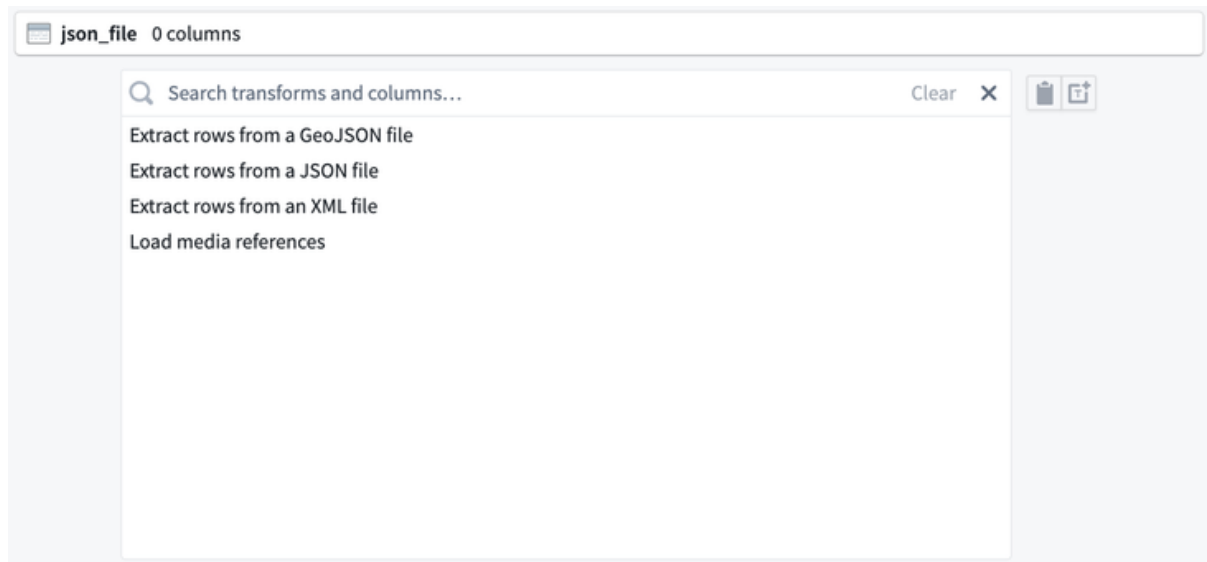 json_file 0 columns
Search transforms and columns... Clear
Extract rows from a GeoJSON file
Extract rows from a JSON file
Extract rows from an XML file
Load media references